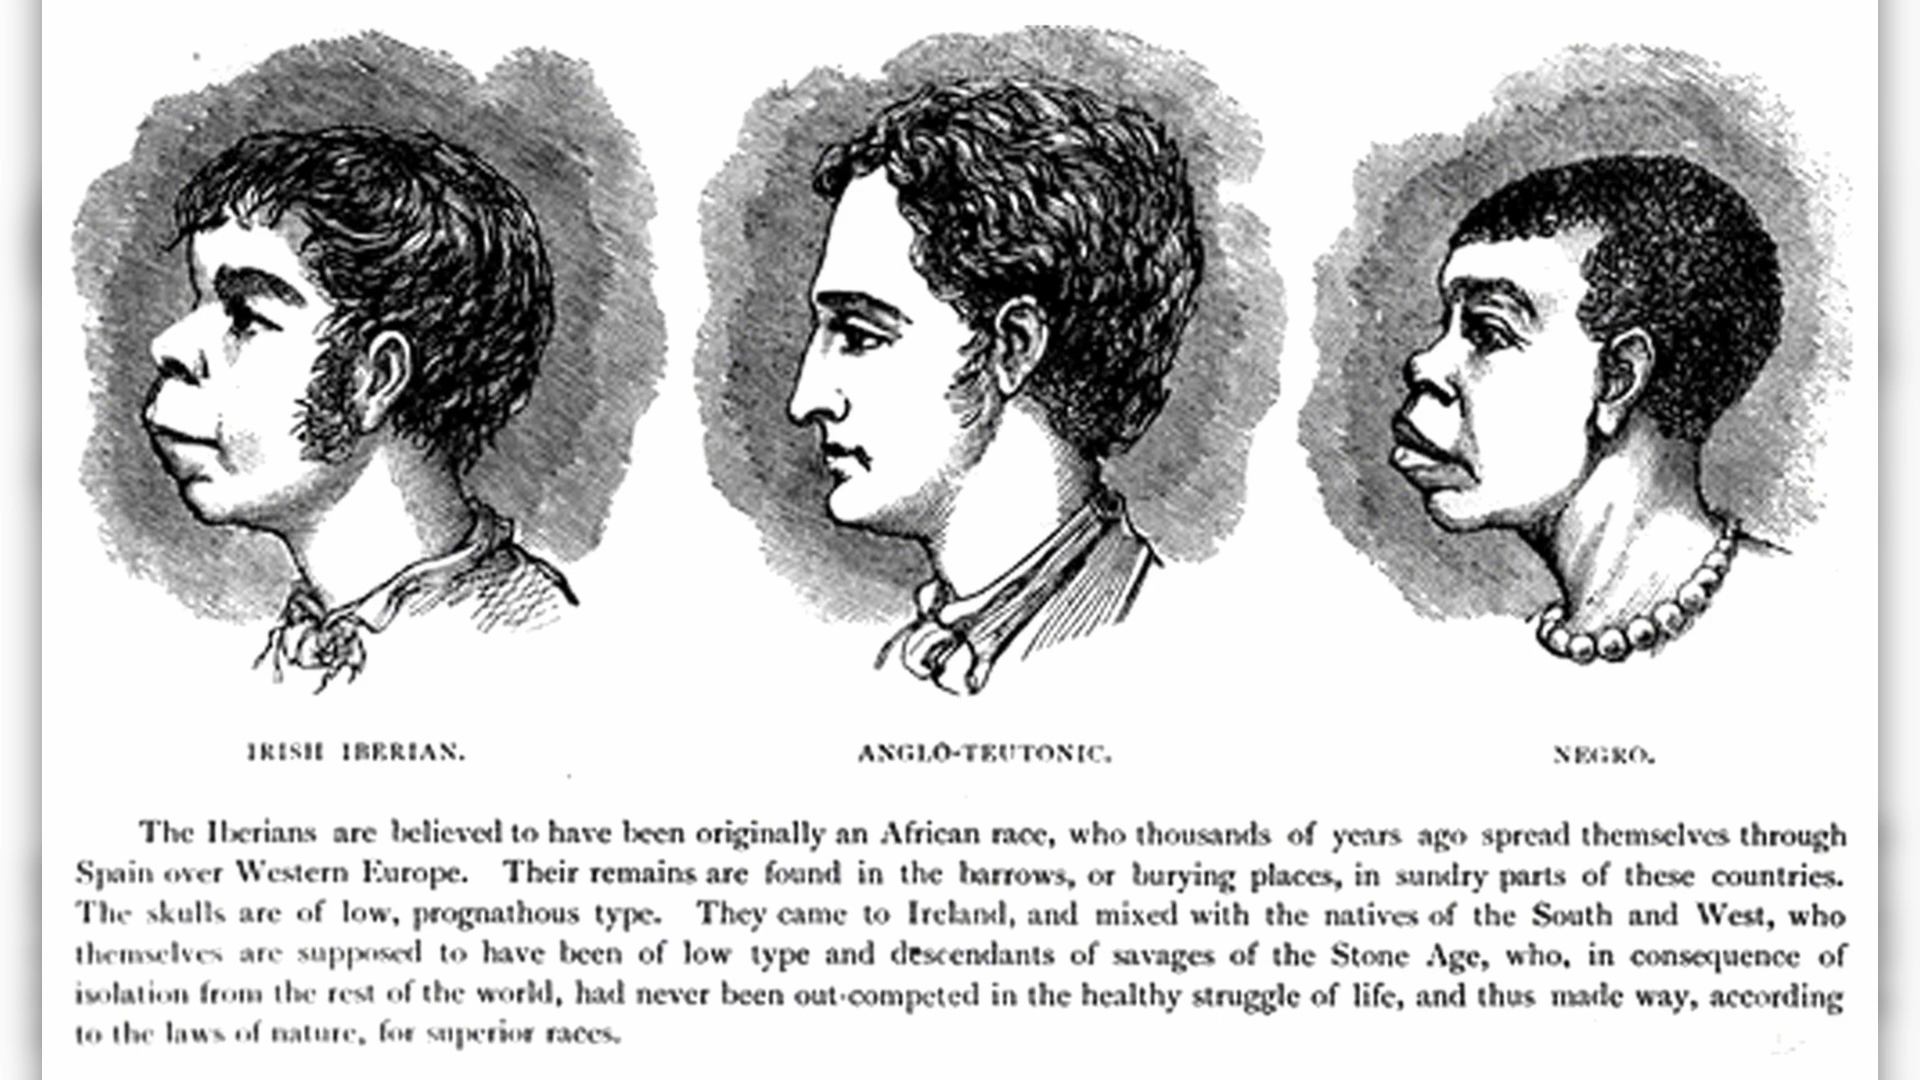 IRISH IBERIAN.
ANGLO-TEUTONIC.
NEGRO.
The Iberians are believed to have been originally an African race, who thousands of years ago spread themselves through
Spain over Western Europe. Their remains are found in the barrows, or burying places, in sundry parts of these countries.
The skulls are of low, prognathous type. They came to Ireland, and mixed with the natives of the South and West, who
themselves are supposed to have been of low type and descendants of savages of the Stone Age, who, in consequence of
isolation from the rest of the world, had never been out-competed in the healthy struggle of life, and thus made way, according
to the laws of nature, for superior races.